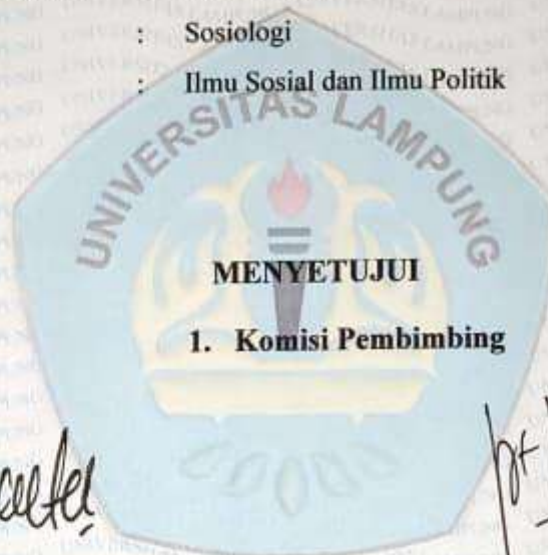 : Sosiologi
: Ilmu Sosial dan Ilmu Politik
UNIVERSITAS LAMPUNG
MENYETUJUI
1. Komisi Pembimbing